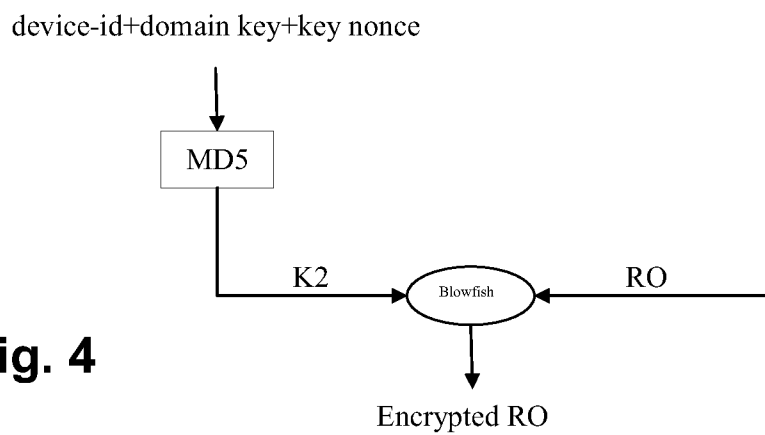 device-id+domain key+key nonce
MD5
K2
RO
Blowfish
ig. 4
Encrypted RO